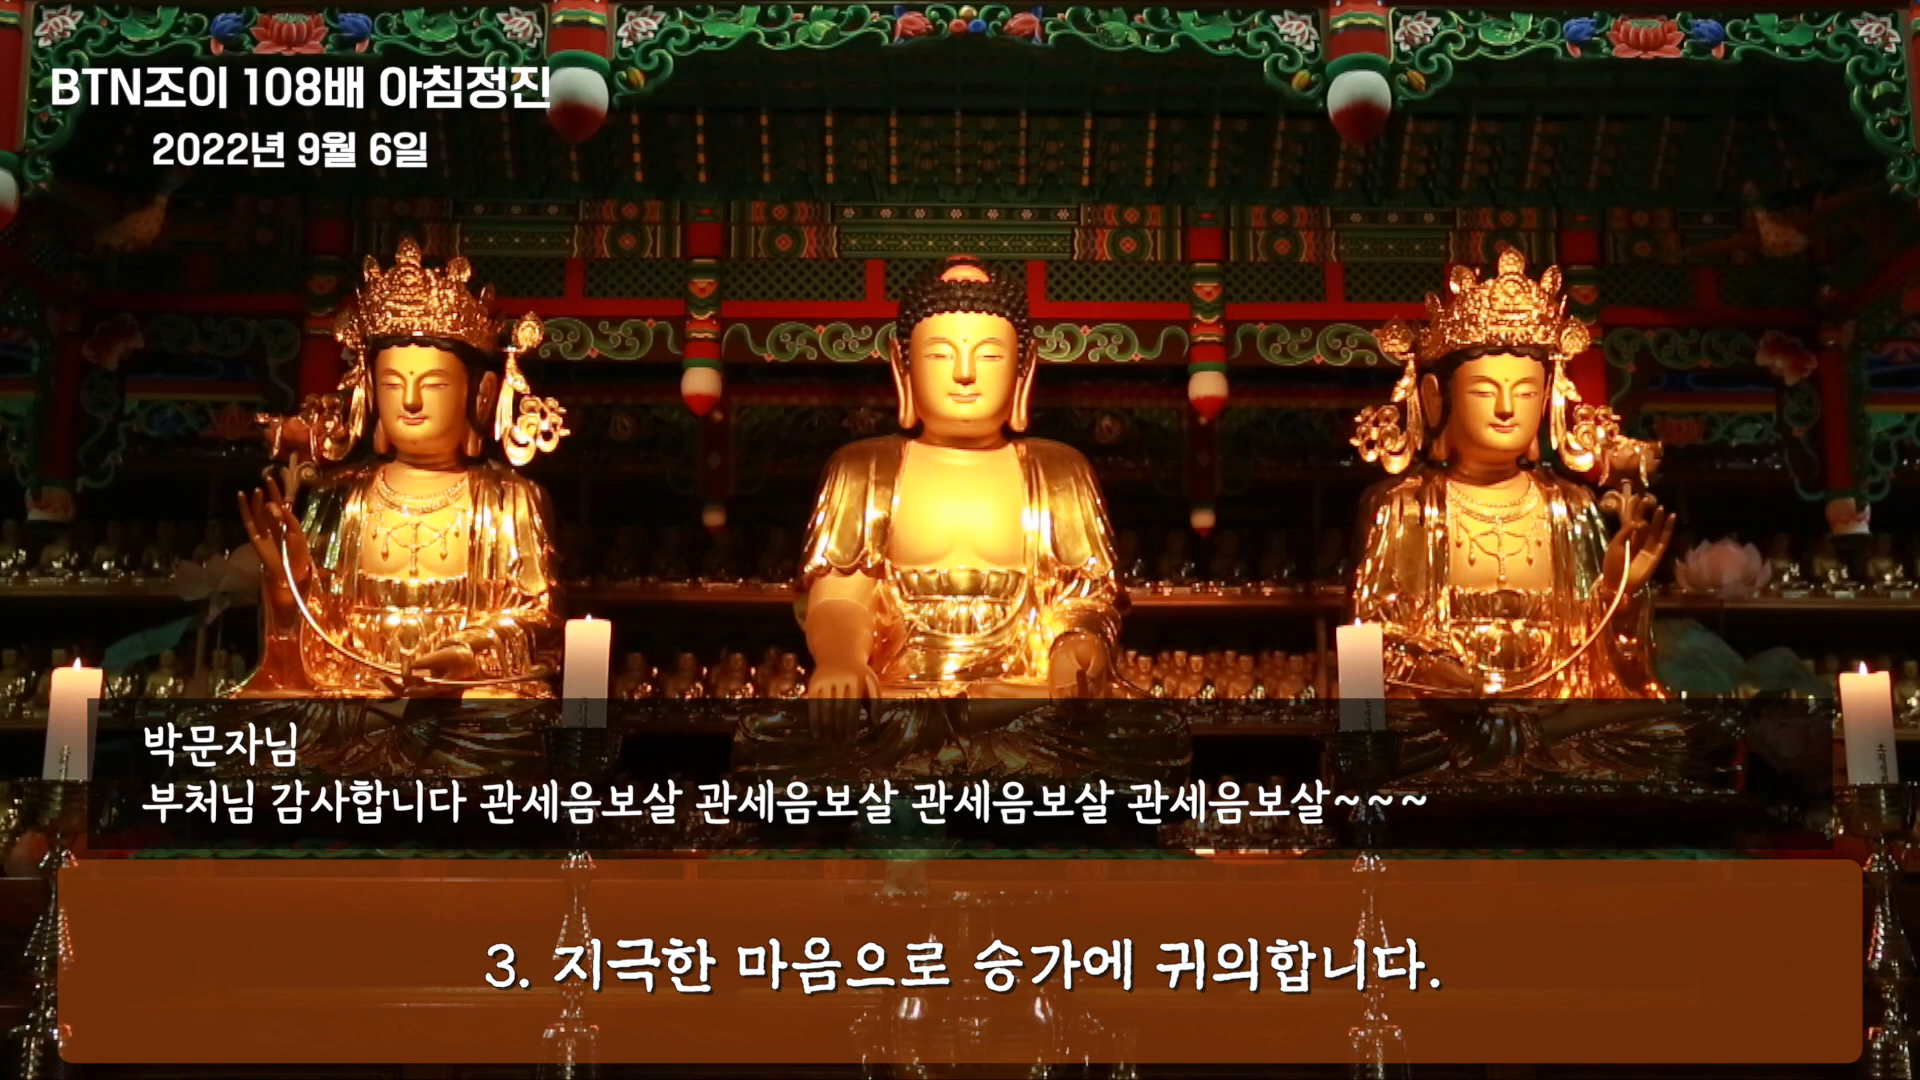 BTN조이 108배 아침정진
2022년 9월 6일
박문자님
부처님 감사합니다 관세음보살 관세음보살 관세음보살 관세음보살~~~
3. 지극한 마음으로 승가에 귀의합니다.